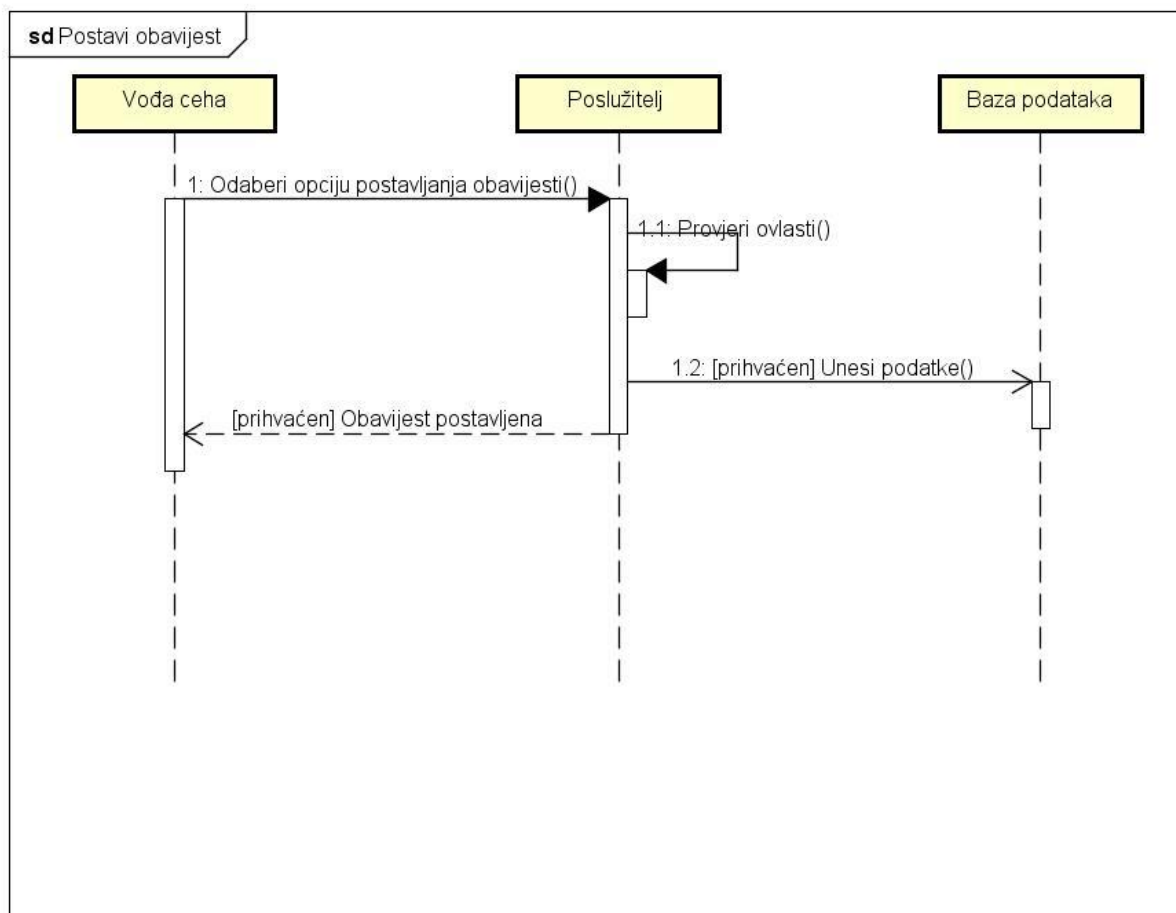 sd Postavi obavijest
Vođa ceha
Poslužitelj
Baza podataka
1: Odaberi opciju postavljanja obavijesti()
1.1: Provjeri ovlasti()
1.2: [prihvaćen] Unesi podatke()
[prihvaćen] Obavijest postavljena